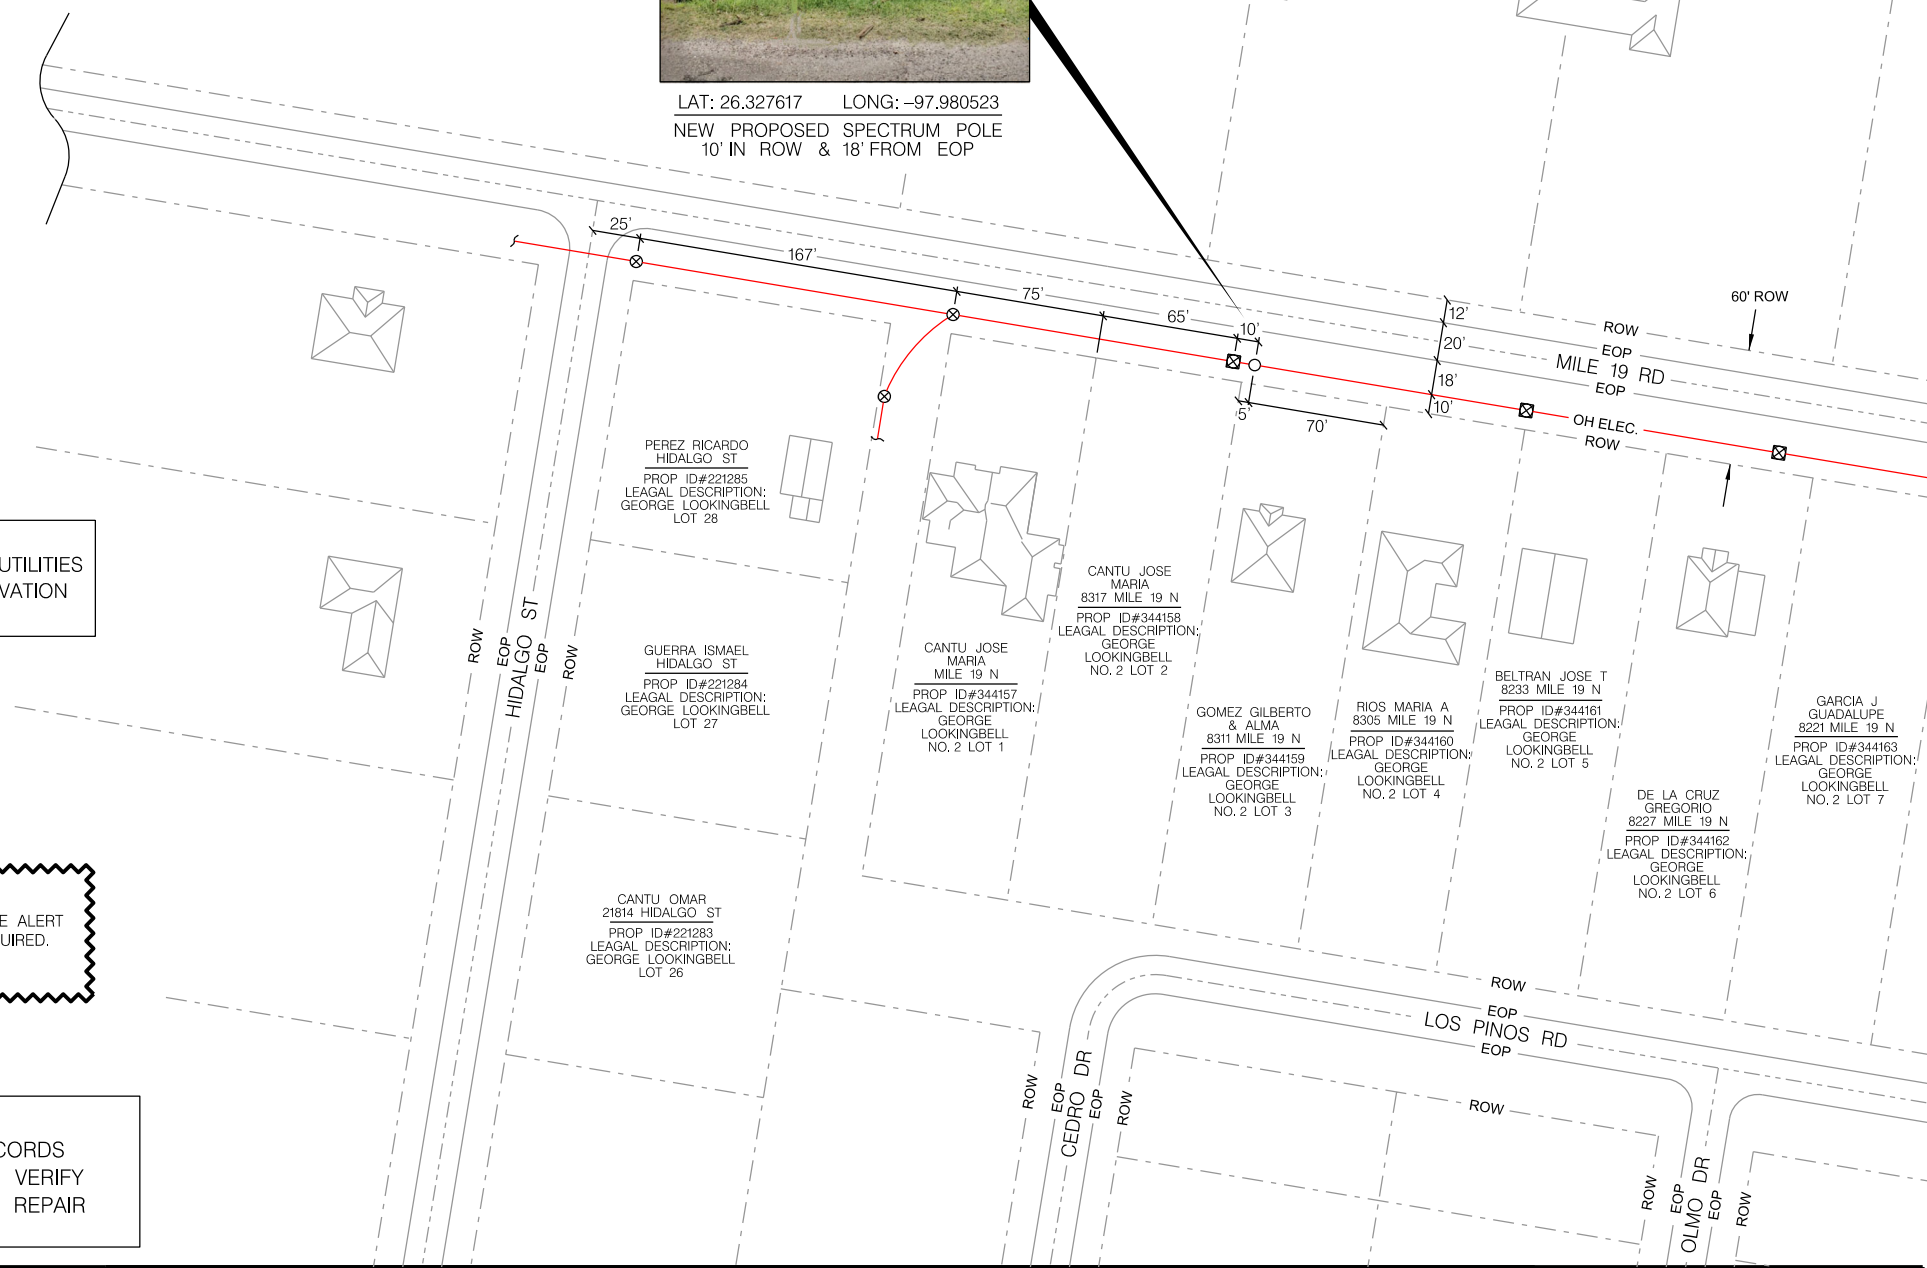 LAT: 26.327617 LONG: –97.980523
NEW PROPOSED SPECTRUM POLE
10' IN ROW & 18' FROM EOP
25'
167'
75'
65'
10'
5'
70'
12'
20'
18'
10'
60' ROW
ROW
EOP
MILE 19 RD
EOP
OH ELEC.
ROW
UTILITIES
VATION
E ALERT
UIRED.
CORDS
VERIFY
REPAIR
ROW
EOP
HIDALGO ST
EOP
ROW
PEREZ RICARDO
HIDALGO ST
PROP ID#221285
LEAGAL DESCRIPTION:
GEORGE LOOKINGBELL
LOT 28
GUERRA ISMAEL
HIDALGO ST
PROP ID#221284
LEAGAL DESCRIPTION:
GEORGE LOOKINGBELL
LOT 27
CANTU OMAR
21814 HIDALGO ST
PROP ID#221283
LEAGAL DESCRIPTION:
GEORGE LOOKINGBELL
LOT 26
CANTU JOSE
MARIA
MILE 19 N
PROP ID#344157
LEAGAL DESCRIPTION:
GEORGE
LOOKINGBELL
NO. 2 LOT 1
CANTU JOSE
MARIA
8317 MILE 19 N
PROP ID#344158
LEAGAL DESCRIPTION:
GEORGE
LOOKINGBELL
NO. 2 LOT 2
GOMEZ GILBERTO
& ALMA
8311 MILE 19 N
PROP ID#344159
LEAGAL DESCRIPTION:
GEORGE
LOOKINGBELL
NO. 2 LOT 3
RIOS MARIA A
8305 MILE 19 N
PROP ID#344160
LEAGAL DESCRIPTION:
GEORGE
LOOKINGBELL
NO. 2 LOT 4
BELTRAN JOSE T
8233 MILE 19 N
PROP ID#344161
LEAGAL DESCRIPTION:
GEORGE
LOOKINGBELL
NO. 2 LOT 5
DE LA CRUZ
GREGORIO
8227 MILE 19 N
PROP ID#344162
LEAGAL DESCRIPTION:
GEORGE
LOOKINGBELL
NO. 2 LOT 6
GARCIA J
GUADALUPE
8221 MILE 19 N
PROP ID#344163
LEAGAL DESCRIPTION:
GEORGE
LOOKINGBELL
NO. 2 LOT 7
ROW
EOP
LOS PINOS RD
EOP
ROW
ROW
EOP
CEDRO DR
EOP
ROW
ROW
EOP
OLMO DR
EOP
ROW